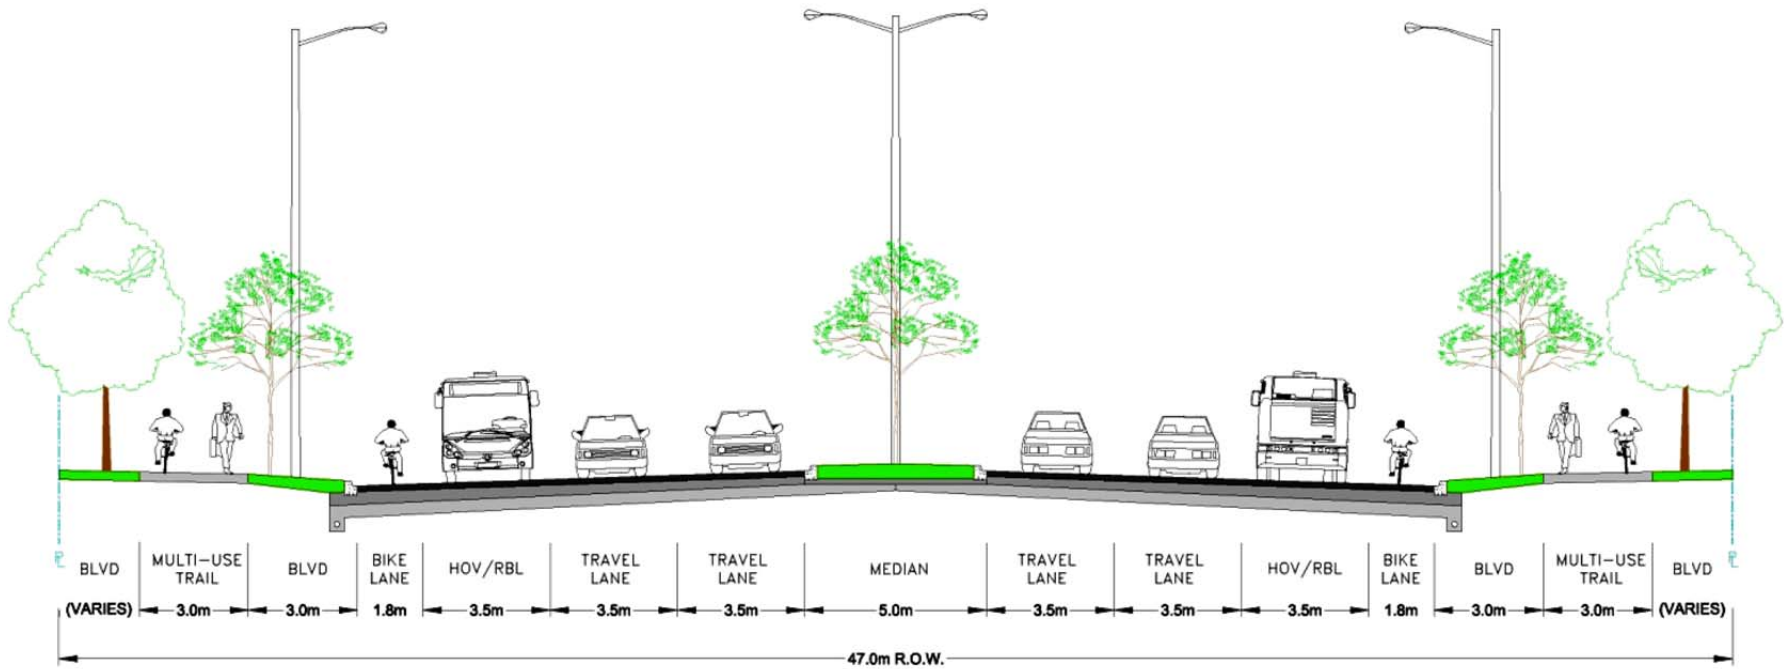 BLVD
MULTI-USE
TRAIL
BLVD
BIKE
LANE
HOV/RBL
TRAVEL
LANE
TRAVEL
LANE
MEDIAN
TRAVEL
LANE
TRAVEL
LANE
HOV/RBL
BIKE
LANE
BLVD
MULTI-USE
TRAIL
BLVD
(VARIES)
3.0m
3.0m
1.8m
3.5m
3.5m
3.5m
5.0m
3.5m
3.5m
3.5m
1.8m
3.0m
3.0m
(VARIES)
47.0m R.O.W.